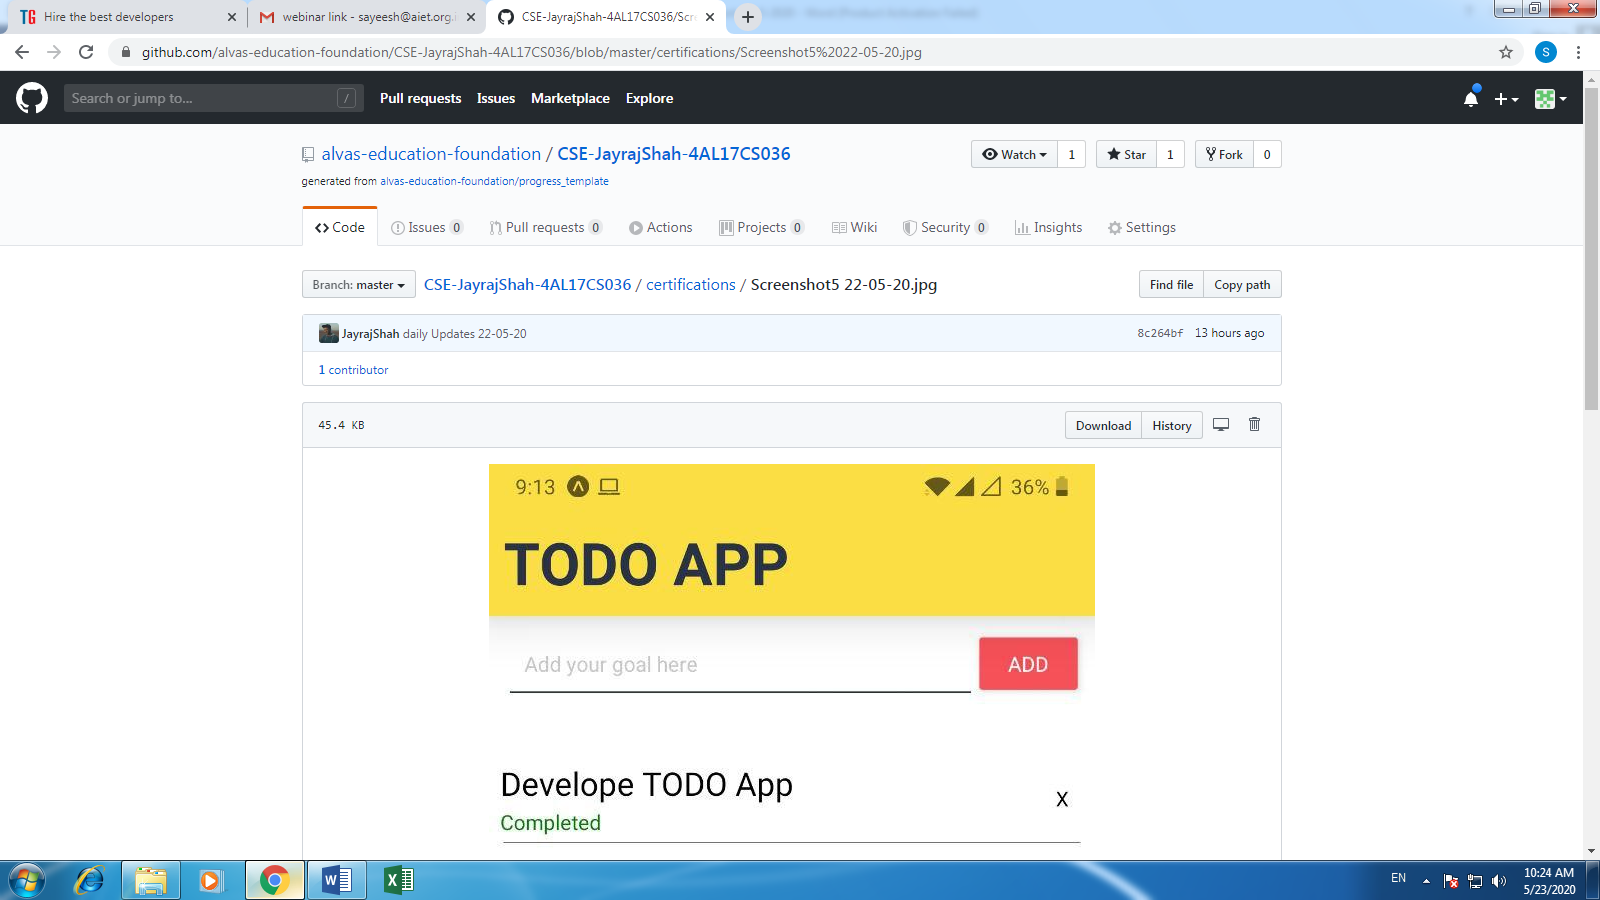 Hire the best developers
webinar link - sayeesh@aiet.org.i
CSE-JayrajShah-4AL17CS036/Scre
github.com/alvas-education-foundation/CSE-JayrajShah-4AL17CS036/blob/master/certifications/Screenshot5%2022-05-20.jpg
S
Search or jump to...
/
Pull requests
Issues
Marketplace
Explore
alvas-education-foundation / CSE-JayrajShah-4AL17CS036
Watch 1
Star 1
Fork 0
generated from alvas-education-foundation/progress_template
Code
Issues 0
Pull requests 0
Actions
Projects 0
Wiki
Security 0
Insights
Settings
Branch: master
CSE-JayrajShah-4AL17CS036 / certifications / Screenshot5 22-05-20.jpg
Find file
Copy path
JayrajShah daily Updates 22-05-20
8c264bf 13 hours ago
1 contributor
45.4 KB
Download
History
9:13
36%
TODO APP
Add your goal here
ADD
Develope TODO App
X
Completed
EN
10:24 AM
5/23/2020